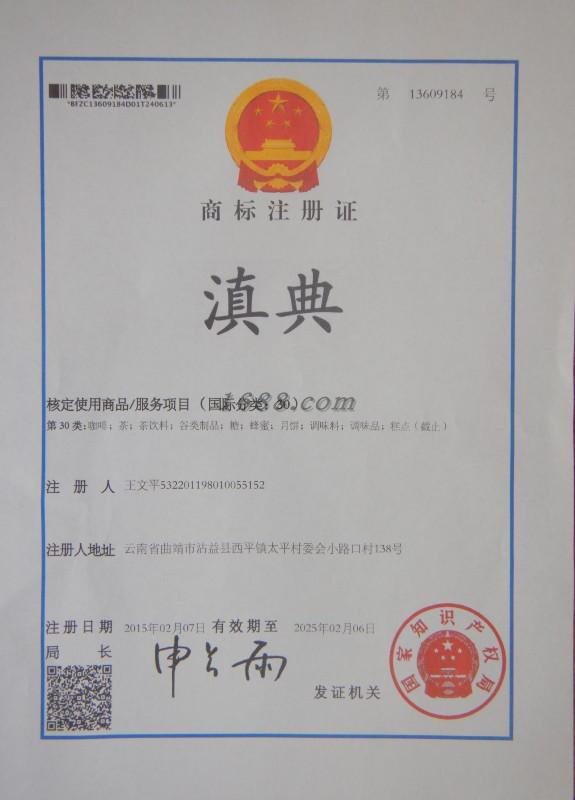 "BFZC13609184D01T240613"
第 13609184 号
商标注册证
滇典
1688.com
核定使用商品/服务项目（国际分类：30）
第30类:咖啡；茶；茶饮料；谷类制品；糖；蜂蜜；月饼；调味料；调味品；糕点（截止）
注册人 王文平532201198010055152
注册人地址 云南省曲靖市沾益县西平镇太平村委会小路口村138号
注册日期 2015年02月07日 有效期至 2025年02月06日
局长 申长雨
发证机关
国家知识产权局